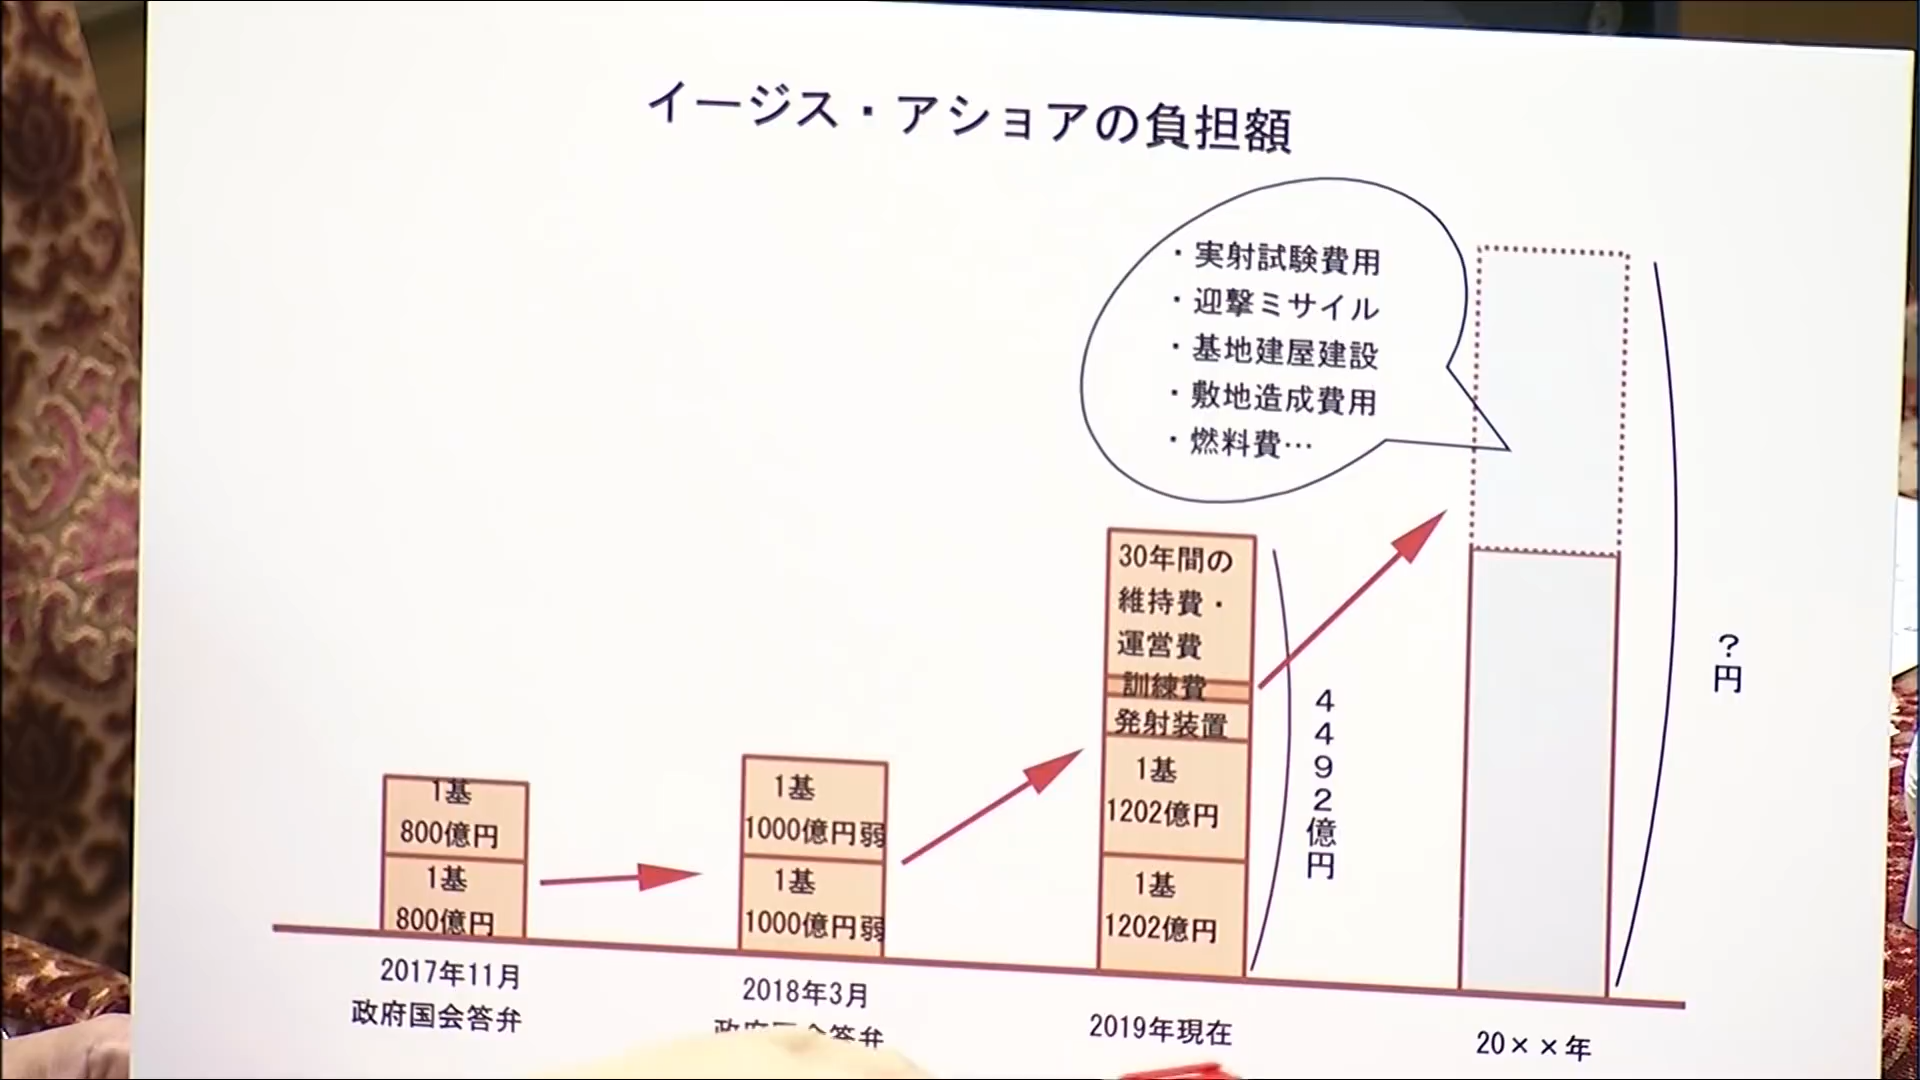 イージス・アショアの負担額
・実射試験費用
・迎撃ミサイル
・基地建屋建設
・敷地造成費用
・燃料費…
1基
800億円
1基
800億円
2017年11月
政府国会答弁
1基
1000億円弱
1基
1000億円弱
2018年3月
政府国会答弁
30年間の
維持費・
運営費
訓練費
発射装置
1基
1202億円
1基
1202億円
4492億円
2019年現在
?円
20××年